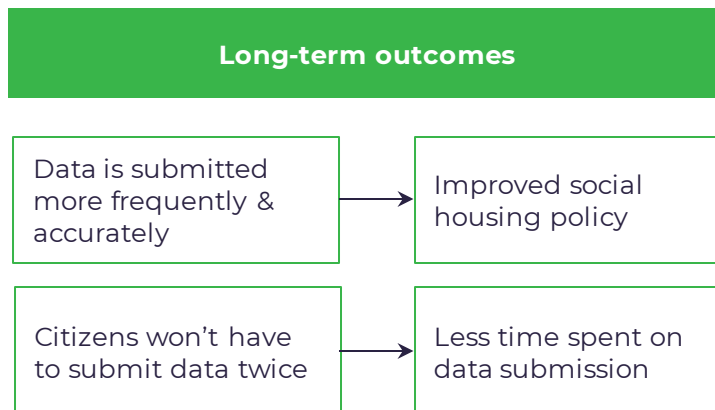 Long-term outcomes
Data is submitted
more frequently &
accurately
Improved social
housing policy
Citizens won’t have
to submit data twice
Less time spent on
data submission